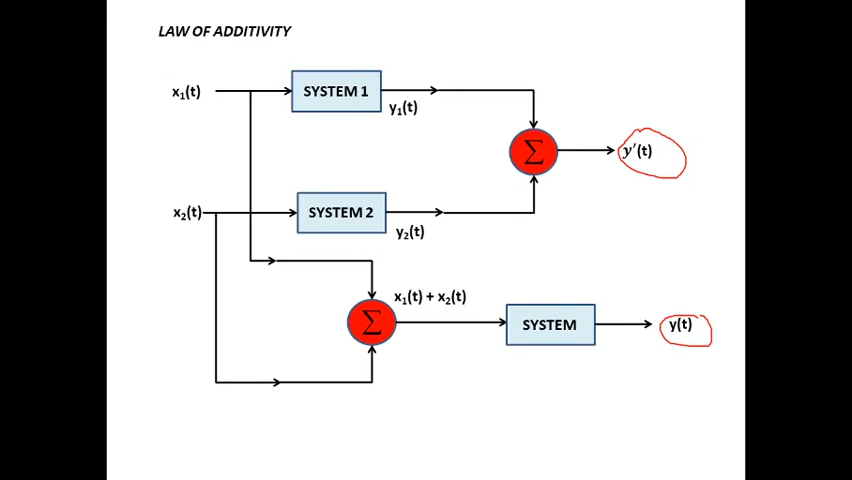 LAW OF ADDITIVITY
x₁(t)
SYSTEM 1
y₁(t)
∑
y′(t)
x₂(t)
SYSTEM 2
y₂(t)
x₁(t) + x₂(t)
∑
SYSTEM
y(t)